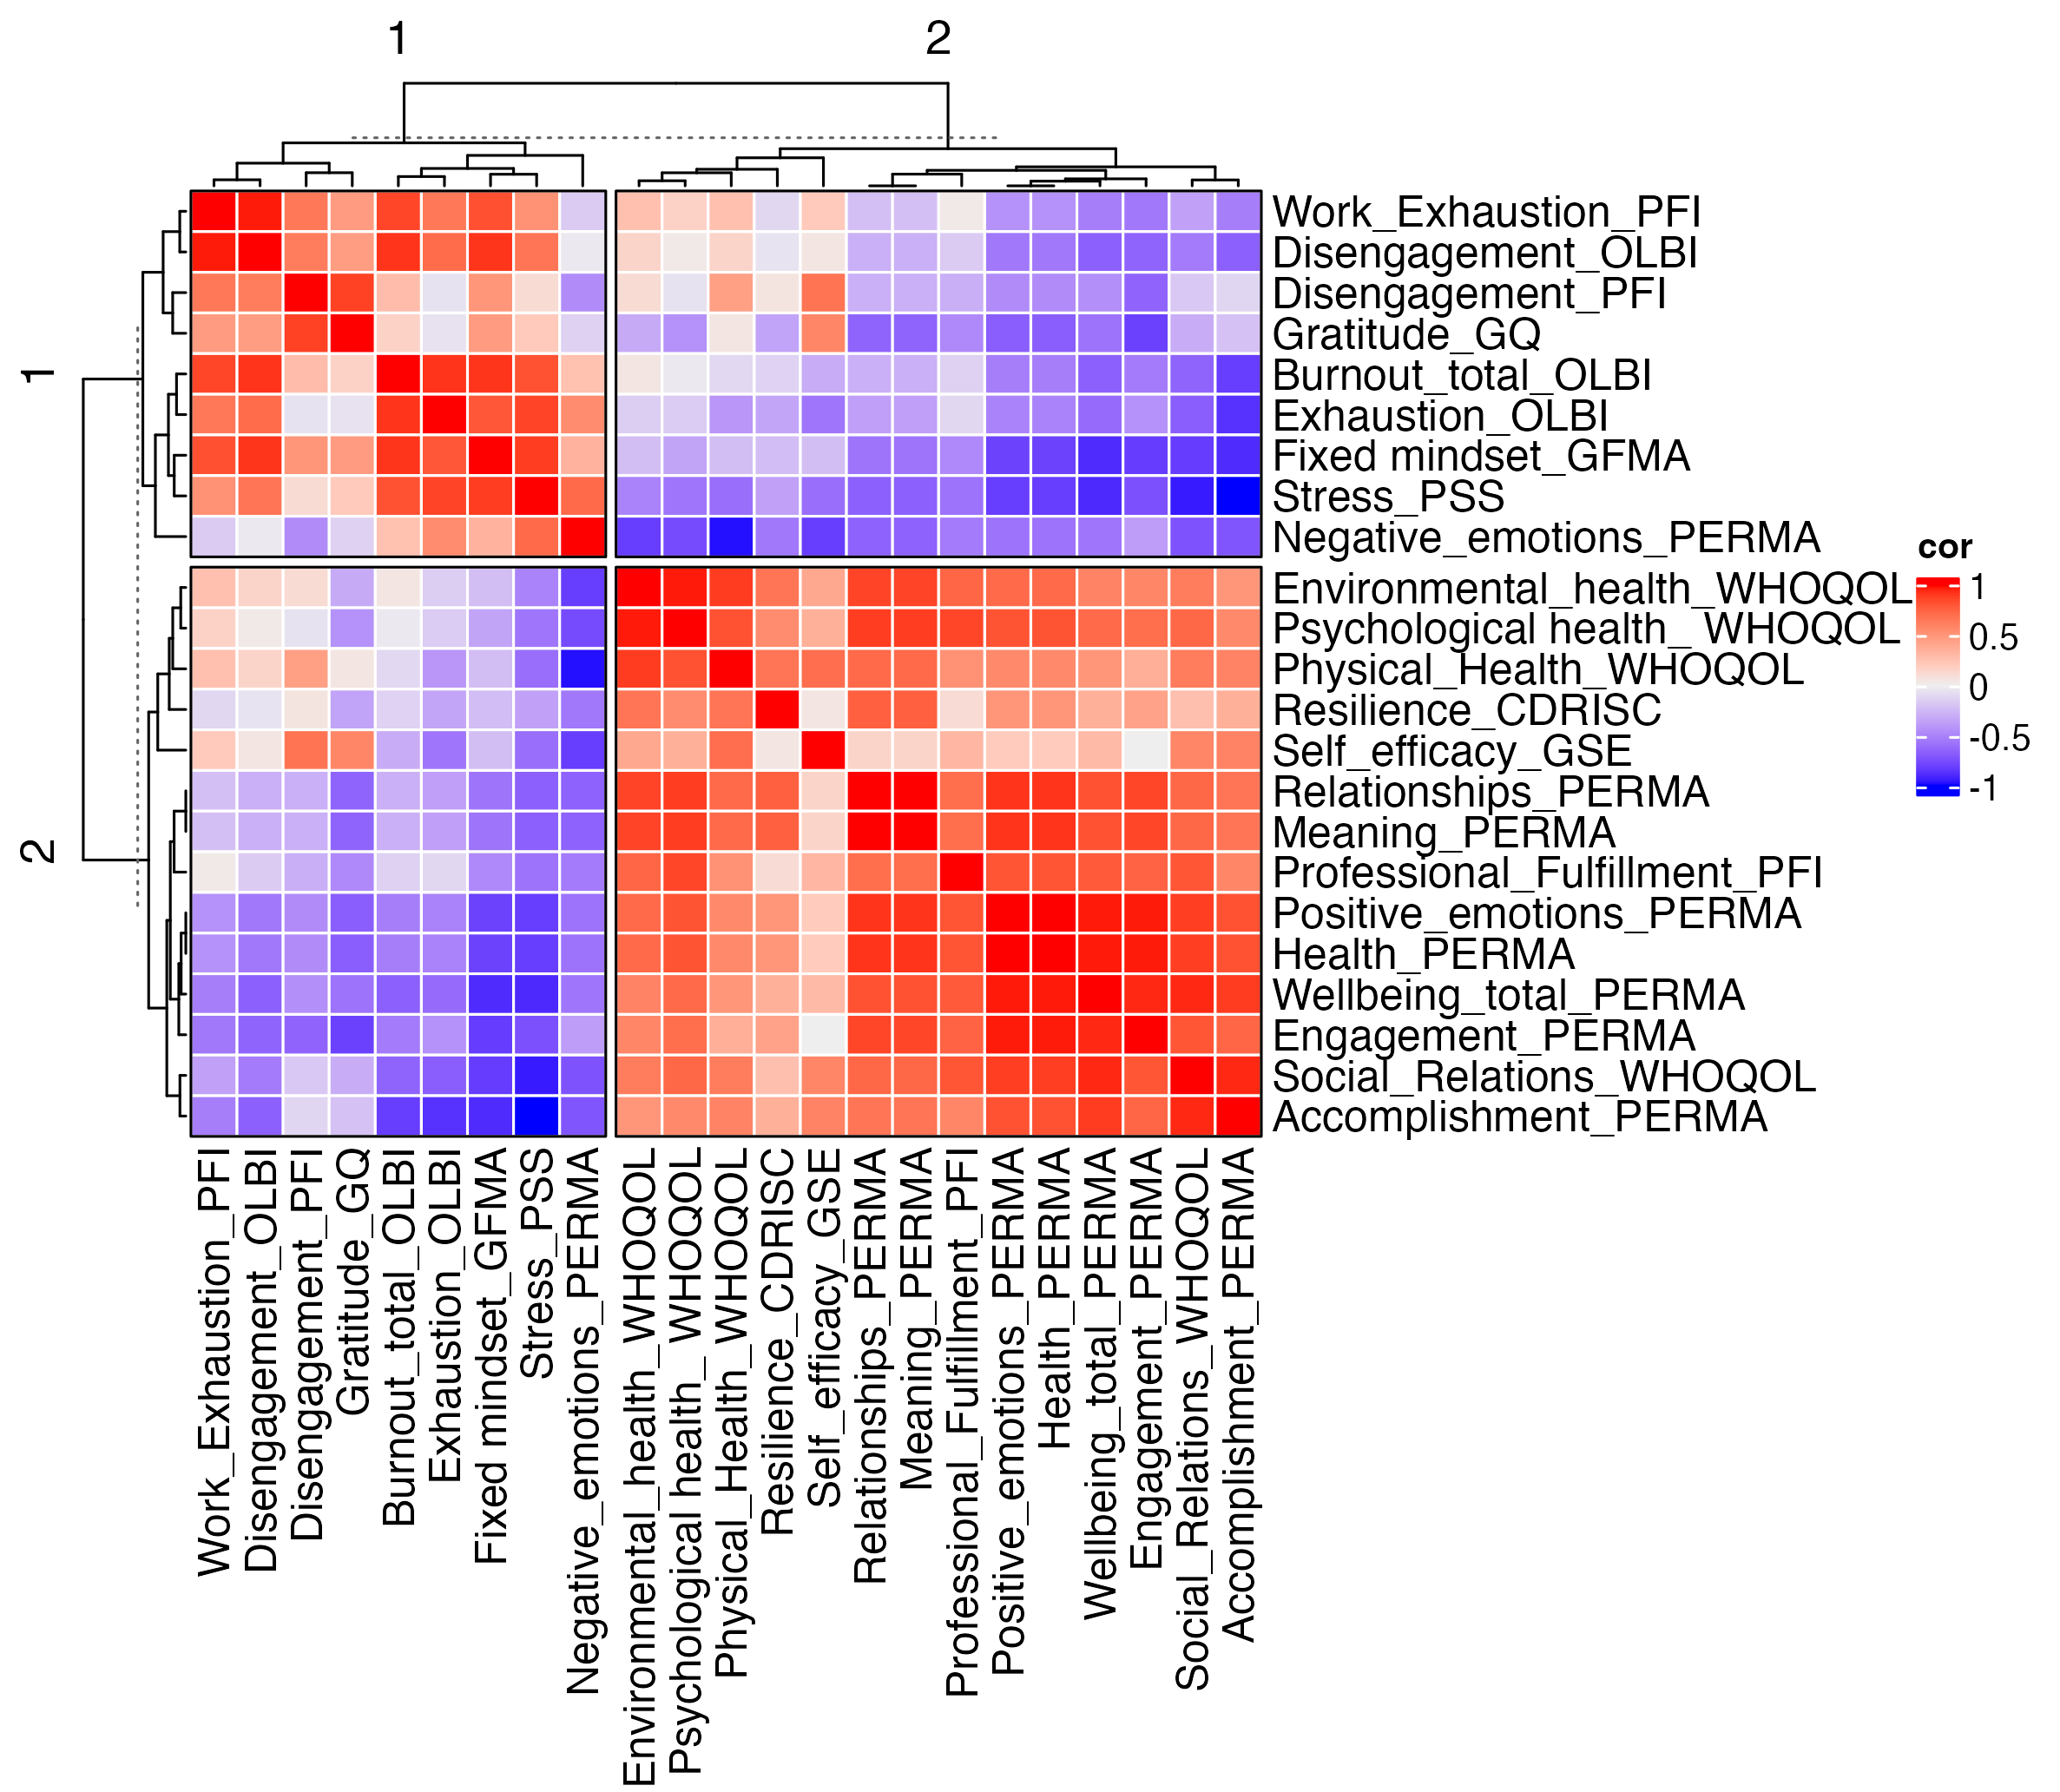 1
2
1
2
Work_Exhaustion_PFI
Disengagement_OLBI
Disengagement_PFI
Gratitude_GQ
Burnout_total_OLBI
Exhaustion_OLBI
Fixed mindset_GFMA
Stress_PSS
Negative_emotions_PERMA
Environmental_health_WHOQOL
Psychological health_ WHOQOL
Physical_Health_WHOQOL
Resilience_CDRISC
Self_efficacy_GSE
Relationships_PERMA
Meaning_PERMA
Professional_Fulfillment_PFI
Positive_emotions_PERMA
Health_PERMA
Wellbeing_total_PERMA
Engagement_PERMA
Social_Relations_WHOQOL
Accomplishment_PERMA
cor
1
0.5
0
-0.5
-1
Work_Exhaustion_PFI
Disengagement_OLBI
Disengagement_PFI
Gratitude_GQ
Burnout_total_OLBI
Exhaustion_OLBI
Fixed mindset_GFMA
Stress_PSS
Negative_emotions_PERMA
Environmental_health_WHOQOL
Psychological health_ WHOQOL
Physical_Health_WHOQOL
Resilience_CDRISC
Self_efficacy_GSE
Relationships_PERMA
Meaning_PERMA
Professional_Fulfillment_PFI
Positive_emotions_PERMA
Health_PERMA
Wellbeing_total_PERMA
Engagement_PERMA
Social_Relations_WHOQOL
Accomplishment_PERMA